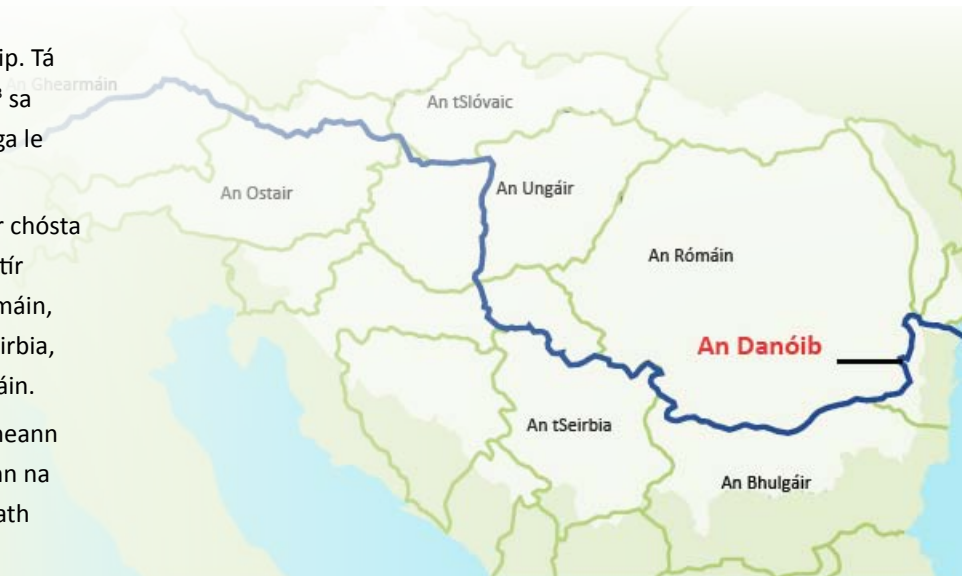 ip. Tá
sa
ga le
r chósta
tír
máin,
irbia,
áin.
neann
an na
ath
An Ghearmáin
An tSlóvaic
An Ostair
An Ungáir
An Rómáin
An Danóib
An tSeirbia
An Bhulgáir